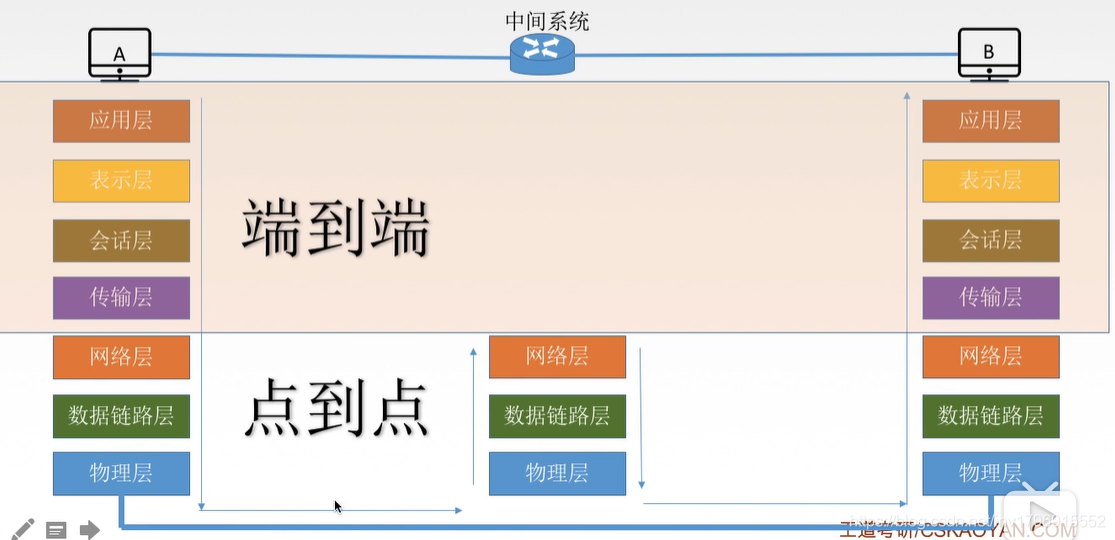 中间系统
A
B
应用层
应用层
表示层
表示层
端到端
会话层
会话层
传输层
传输层
网络层
网络层
网络层
点到点
数据链路层
数据链路层
数据链路层
物理层
物理层
物理层
王道考研/CSKAOYAN.COM